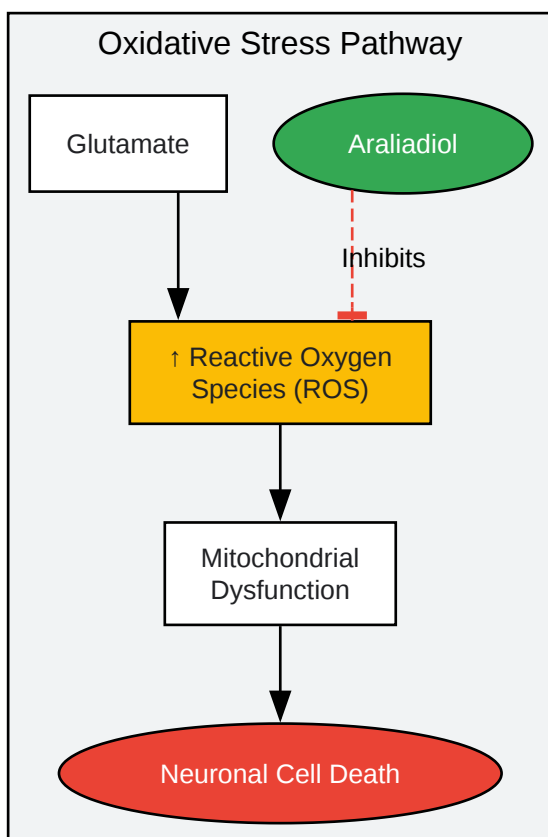 Oxidative Stress Pathway
Glutamate
Araliadiol
Inhibits
↑ Reactive Oxygen
Species (ROS)
Mitochondrial
Dysfunction
Neuronal Cell Death